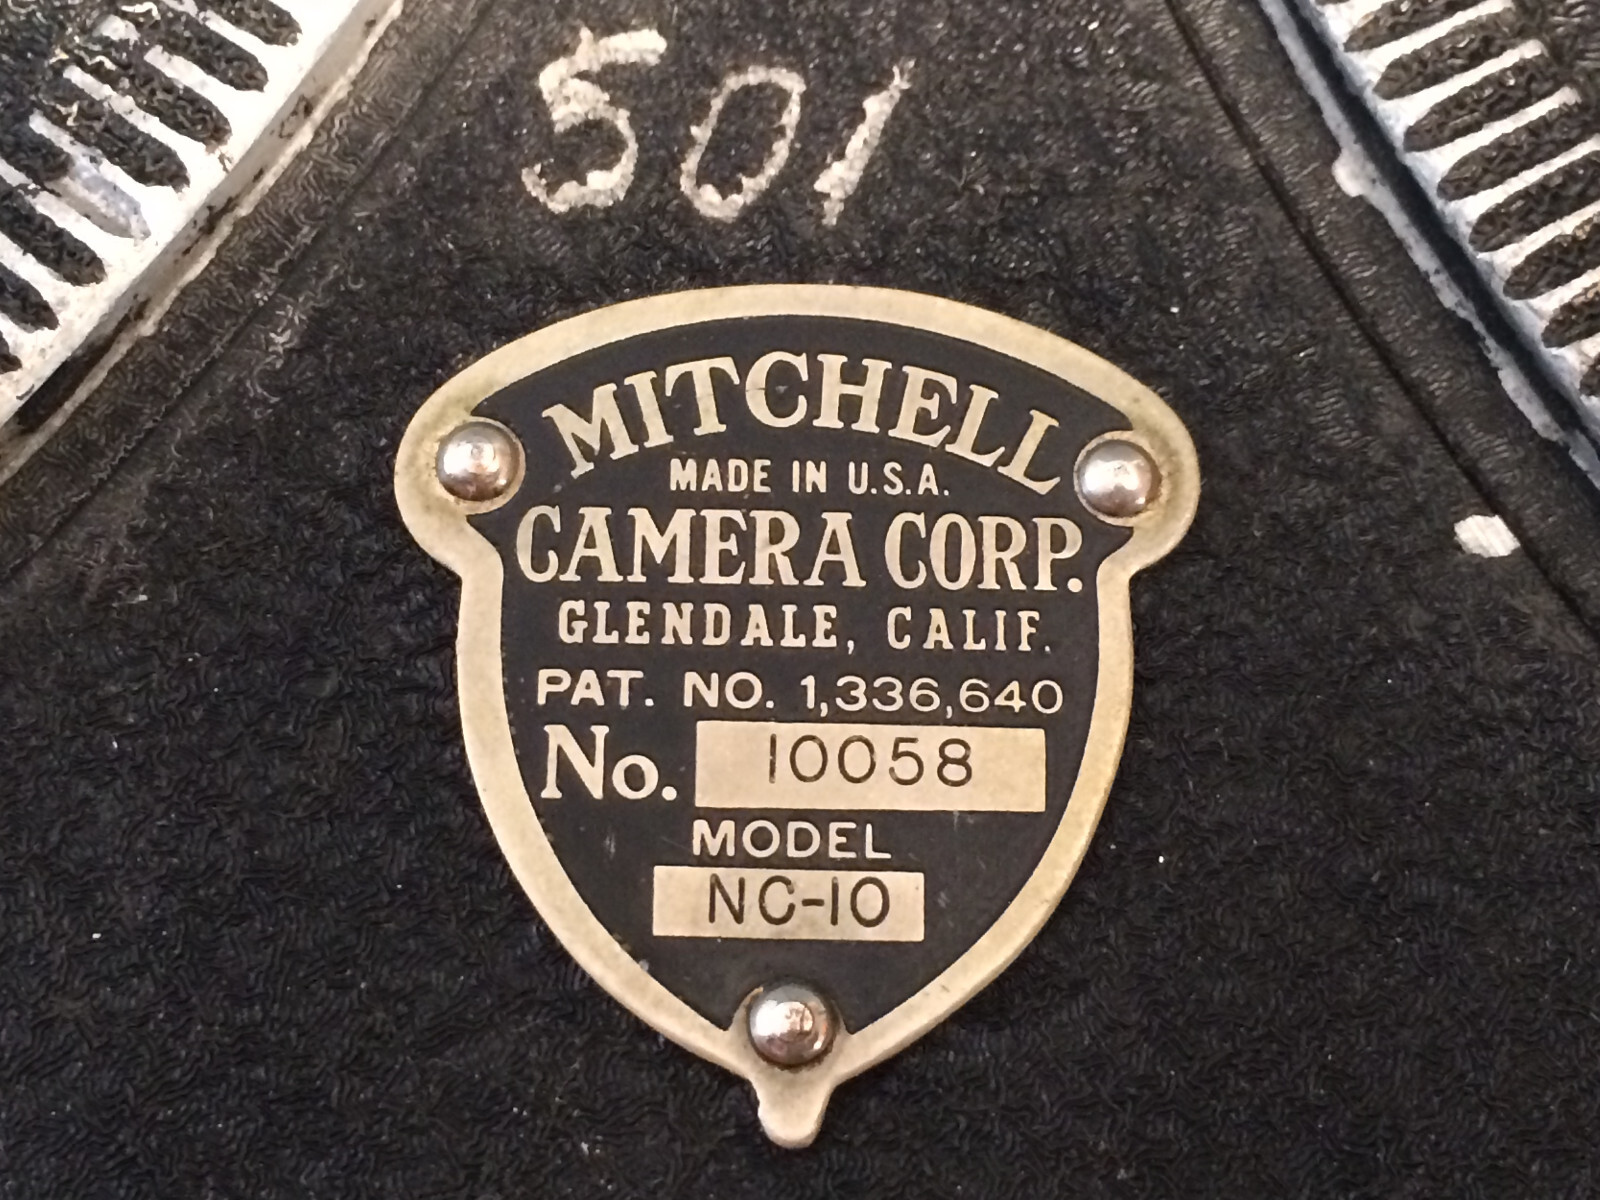 501
MITCHELL
MADE IN U.S.A.
CAMERA CORP.
GLENDALE, CALIF.
PAT. NO. 1,336,640
No. 10058
MODEL
NC-10